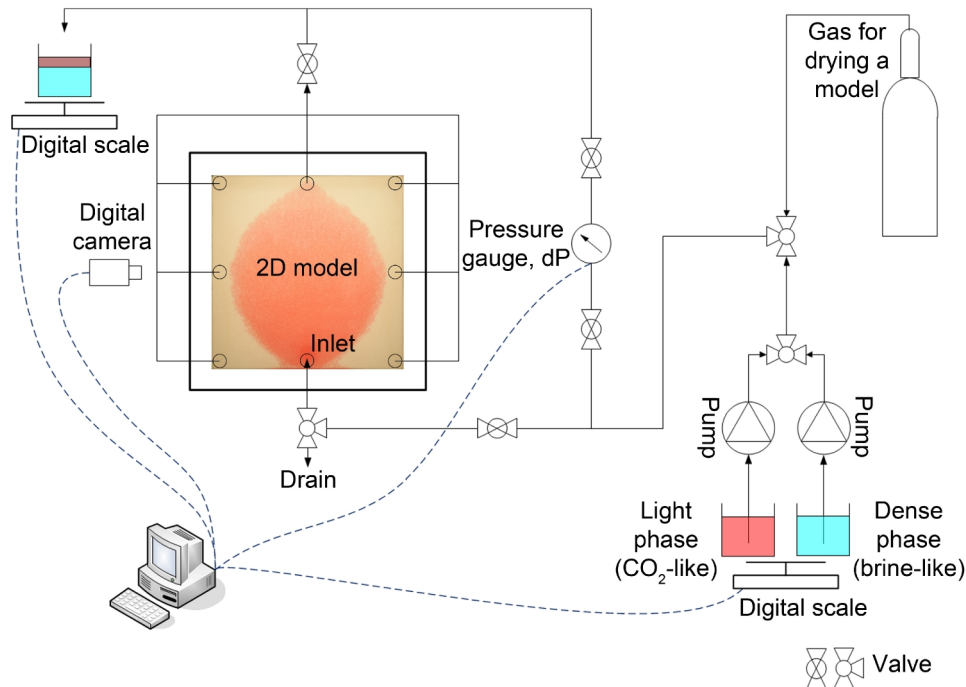 Gas for
drying a
model
Digital scale
Digital
camera
2D model
Pressure
gauge, dP
Inlet
Drain
Pump
Pump
Light
phase
(CO₂-like)
Dense
phase
(brine-like)
Digital scale
Valve